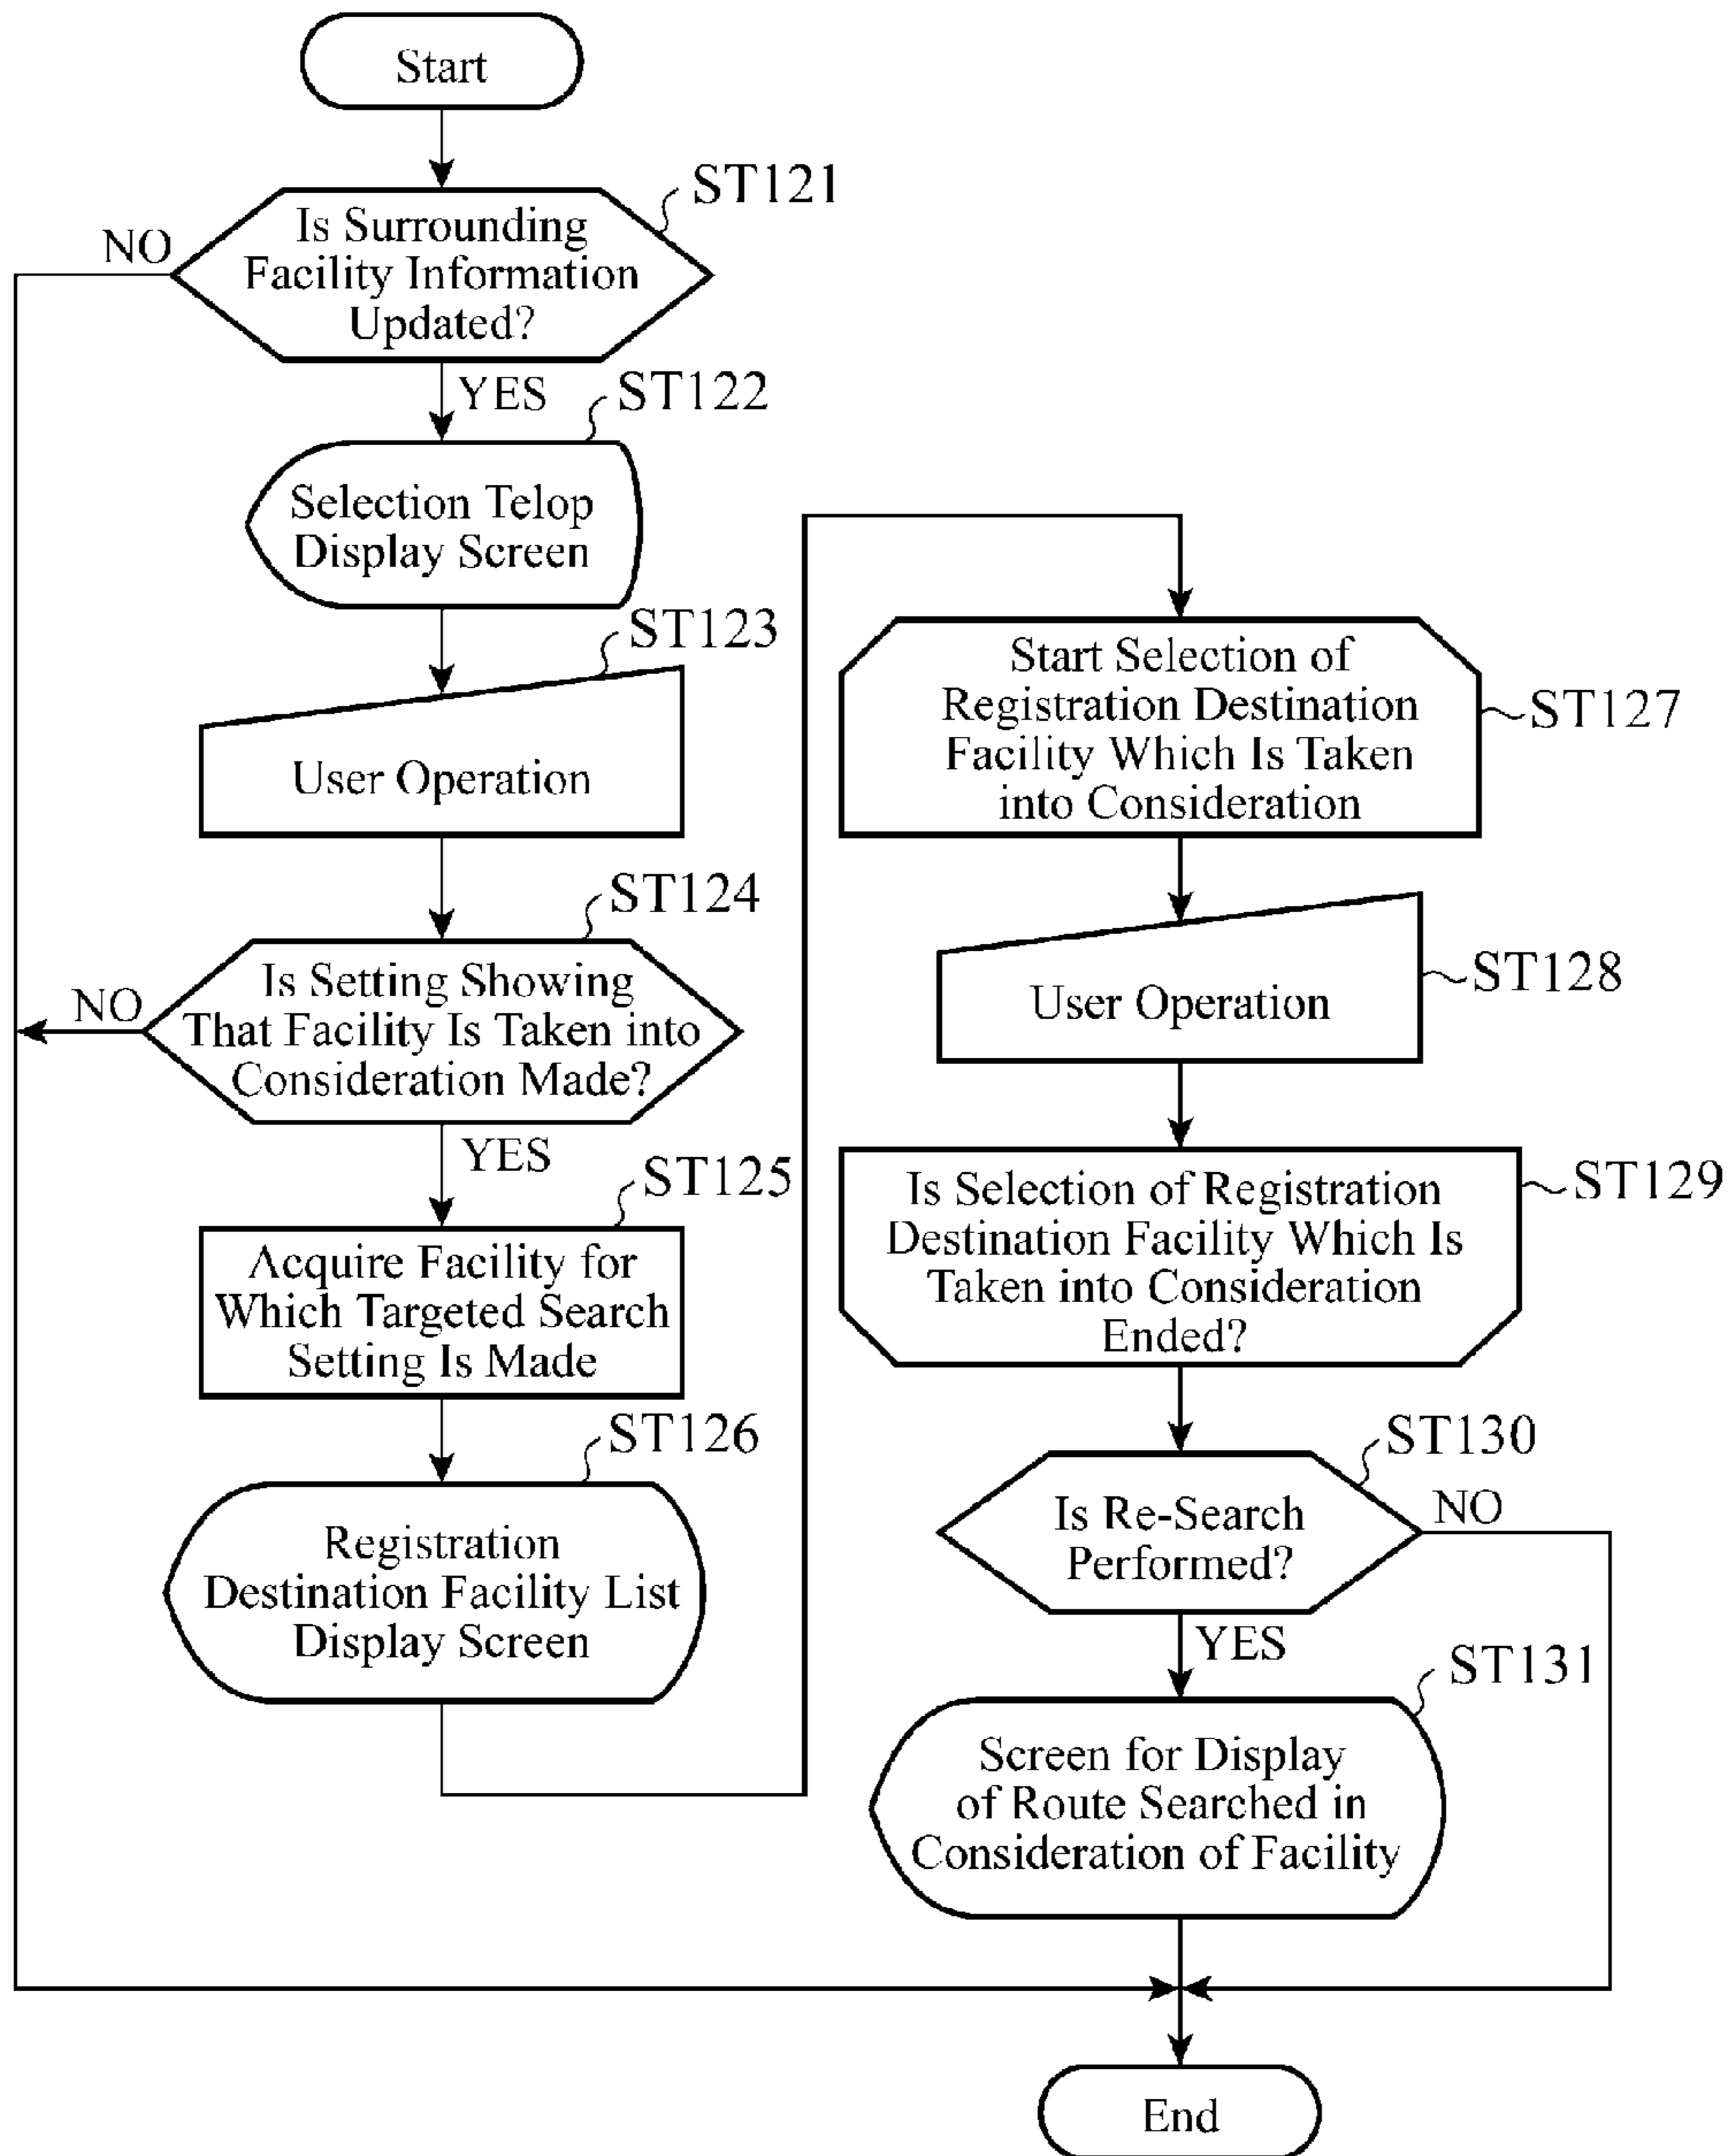 Start
ST121
Is Surrounding
Facility Information
Updated?
NO
YES
ST122
Selection Telop
Display Screen
ST123
User Operation
ST124
Is Setting Showing
That Facility Is Taken into
Consideration Made?
NO
YES
ST125
Acquire Facility for
Which Targeted Search
Setting Is Made
ST126
Registration
Destination Facility List
Display Screen
Start Selection of
Registration Destination
Facility Which Is Taken
into Consideration
ST127
User Operation
ST128
Is Selection of Registration
Destination Facility Which Is
Taken into Consideration
Ended?
ST129
ST130
Is Re-Search
Performed?
NO
YES
ST131
Screen for Display
of Route Searched in
Consideration of Facility
End